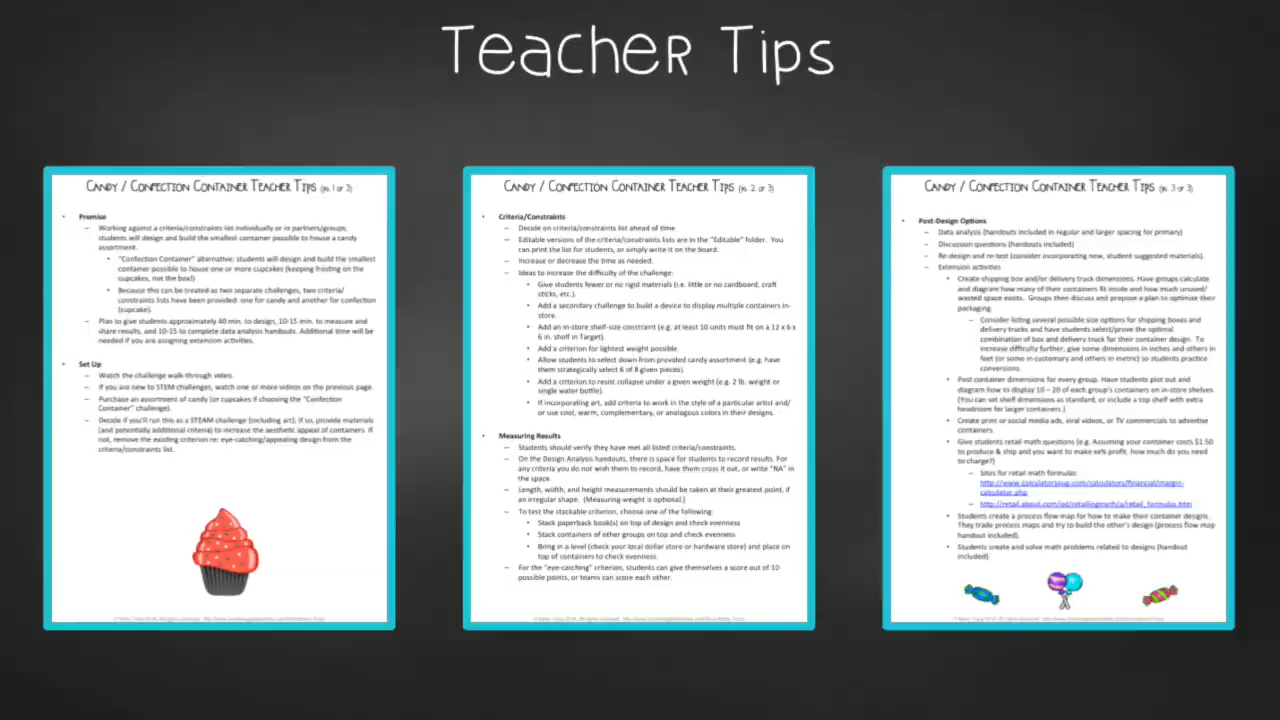 Teacher Tips
Candy / Confection Container Teacher Tips (pg. 1 of 3)
• Premise
– Working against a criteria/constraints list individually or in partners/groups,
students will design and build the smallest container possible to house a candy
assortment.
• "Confection Container" alternative: students will design and build the smallest
container possible to house one or more cupcakes (keeping frosting on the
cupcakes, not the box!)
• Because this can be treated as two separate challenges, two criteria/
constraints lists have been provided: one for candy and another for confection
(cupcake).
– Plan to give students approximately 40 min. to design, 10-15 min. to measure and
share results, and 10-15 to complete data analysis handouts. Additional time will be
needed if you are assigning extension activities.
• Set Up
– Watch the challenge walk-through video.
– If you are new to STEM challenges, watch one or more videos on the previous page.
– Purchase an assortment of candy (or cupcakes if choosing the "Confection
Container" challenge).
– Decide if you'll run this as a STEAM challenge (including art); if so, provide materials
(and potentially additional criteria) to increase the aesthetic appeal of containers. If
not, remove the existing criterion re: eye-catching/appealing design from the
criteria/constraints list.
Candy / Confection Container Teacher Tips (pg. 2 of 3)
• Criteria/Constraints
– Decide on criteria/constraints list ahead of time.
– Editable versions of the criteria/constraints lists are in the "Editable" folder. You
can print the list for students, or simply write it on the board.
– Increase or decrease the time as needed.
– Ideas to increase the difficulty of the challenge:
• Give students fewer or no rigid materials (i.e. little or no cardboard, craft
sticks, etc.).
• Add a secondary challenge to build a device to display multiple containers in-
store.
• Add an in-store shelf-size constraint (e.g. at least 10 units must fit on a 12 x 6 x
6 in. shelf in Target).
• Add a criterion for lightest weight possible.
• Allow students to select down from provided candy assortment (e.g. have
them strategically select 6 of 8 given pieces).
• Add a criterion to resist collapse under a given weight (e.g. 2 lb. weight or
single water bottle).
• If incorporating art, add criteria to work in the style of a particular artist and/
or use cool, warm, complementary, or analogous colors in their designs.
• Measuring Results
– Students should verify they have met all listed criteria/constraints.
– On the Design Analysis handouts, there is space for students to record results. For
any criteria you do not wish them to record, have them cross it out, or write "NA" in
the space.
– Length, width, and height measurements should be taken at their greatest point, if
an irregular shape. (Measuring weight is optional.)
– To test the stackable criterion, choose one of the following:
• Stack paperback book(s) on top of design and check evenness
• Stack containers of other groups on top and check evenness
• Bring in a level (check your local dollar store or hardware store) and place on
top of containers to check evenness.
– For the "eye-catching" criterion, students can give themselves a score out of 10
possible points, or teams can score each other.
Candy / Confection Container Teacher Tips (pg. 3 of 3)
• Post-Design Options
– Data analysis (handouts included in regular and larger spacing for primary)
– Discussion questions (handouts included)
– Re-design and re-test (consider incorporating new, student-suggested materials).
– Extension activities
• Create shipping box and/or delivery truck dimensions. Have groups calculate
and diagram how many of their containers fit inside and how much unused/
wasted space exists. Groups then discuss and propose a plan to optimize their
packaging.
– Consider listing several possible size options for shipping boxes and
delivery trucks and have students select/prove the optimal
combination of box and delivery truck for their container design. To
increase difficulty further, give some dimensions in inches and others in
feet (or some in customary and others in metric) so students practice
conversions.
• Post container dimensions for every group. Have students plot out and
diagram how to display 10 – 20 of each group's containers on in-store shelves.
(You can set shelf dimensions as standard, or include a top shelf with extra
headroom for larger containers.)
• Create print or social media ads, viral videos, or TV commercials to advertise
containers.
• Give students retail math questions (e.g. Assuming your container costs $1.50
to produce & ship and you want to make xx% profit, how much do you need
to charge?)
– Sites for retail math formulas:
http://www.calculatorsoup.com/calculators/financial/margin-
calculator.php
– http://retail.about.com/od/retailingmath/a/retail_formulas.htm
• Students create a process flow map for how to make their container designs.
They trade process maps and try to build the other's design (process flow map
handout included).
• Students create and solve math problems related to designs (handout
included).